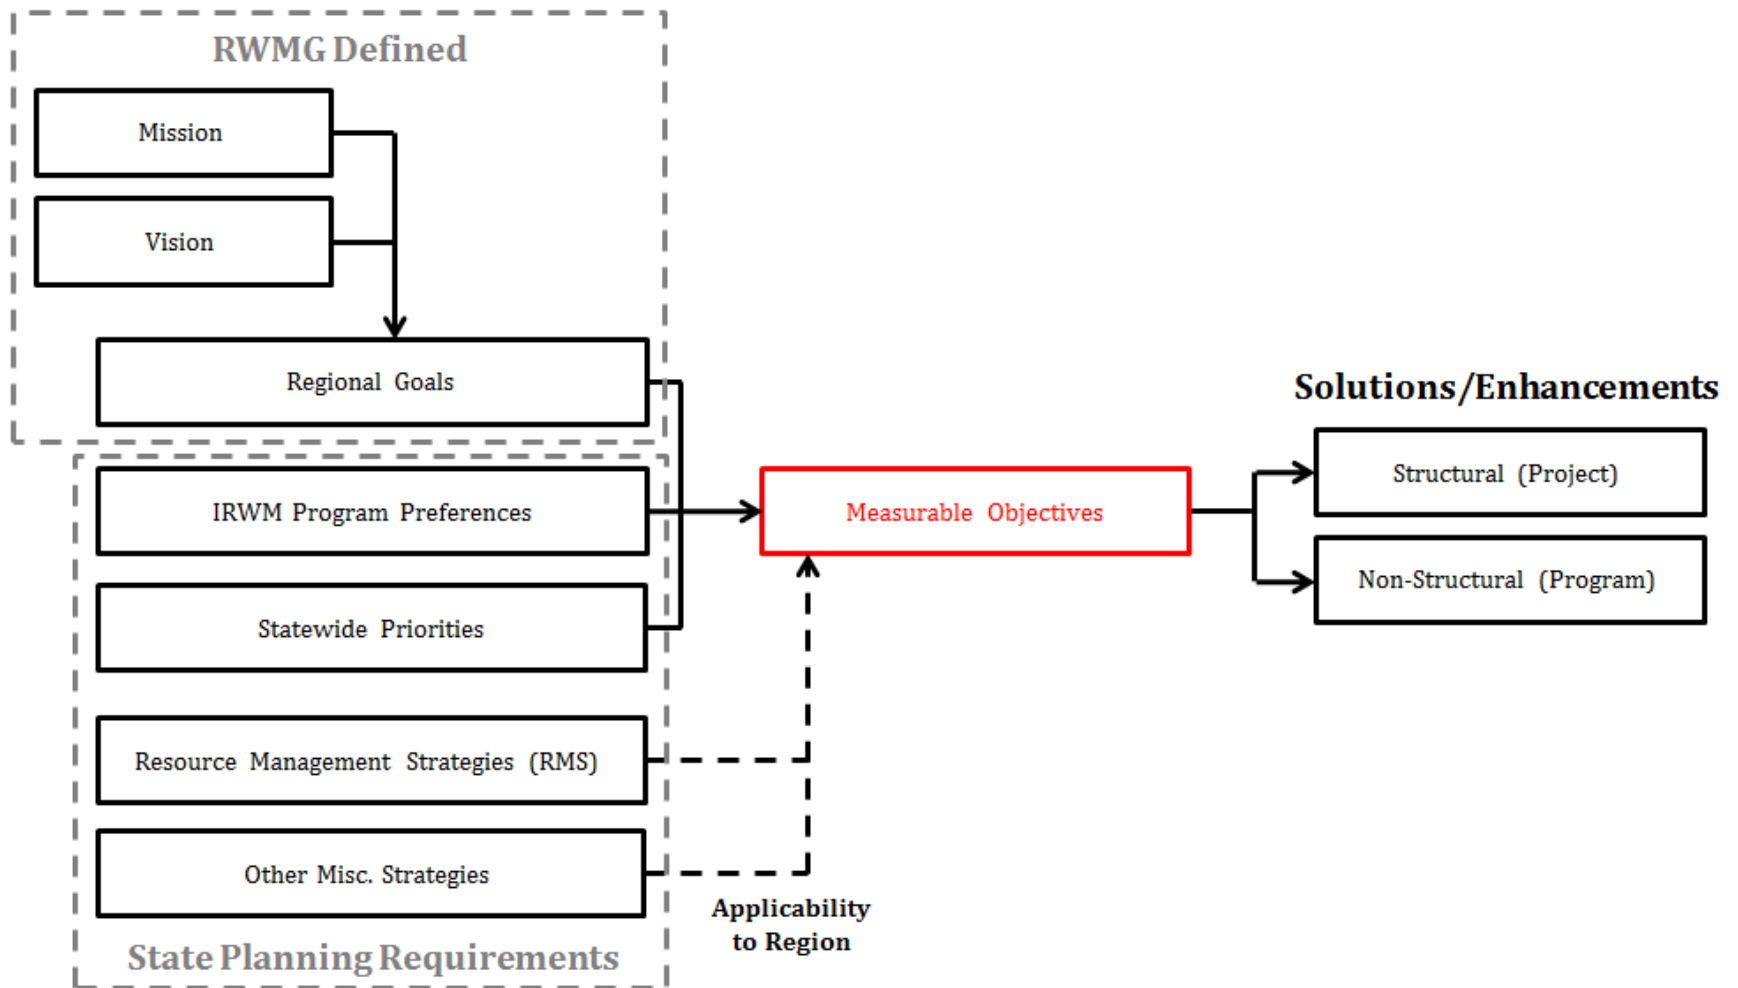 RWMG Defined
Mission
Vision
Regional Goals
IRWM Program Preferences
Statewide Priorities
Resource Management Strategies (RMS)
Other Misc. Strategies
State Planning Requirements
Applicability
to Region
Measurable Objectives
Solutions/Enhancements
Structural (Project)
Non-Structural (Program)